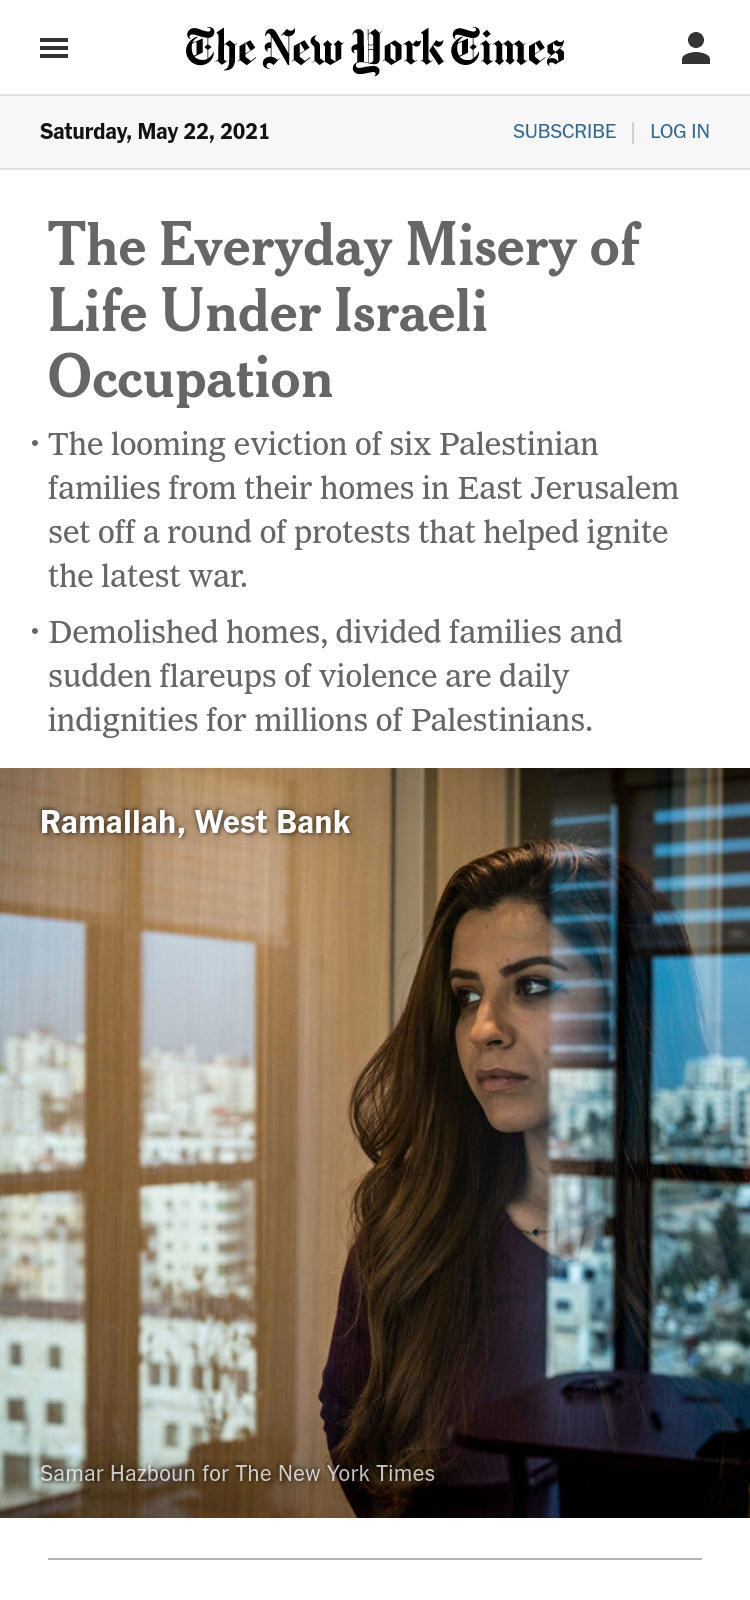 The New York Times
Saturday, May 22, 2021
SUBSCRIBE | LOG IN
The Everyday Misery of
Life Under Israeli
Occupation
• The looming eviction of six Palestinian
families from their homes in East Jerusalem
set off a round of protests that helped ignite
the latest war.
• Demolished homes, divided families and
sudden flareups of violence are daily
indignities for millions of Palestinians.
Ramallah, West Bank
Samar Hazboun for The New York Times